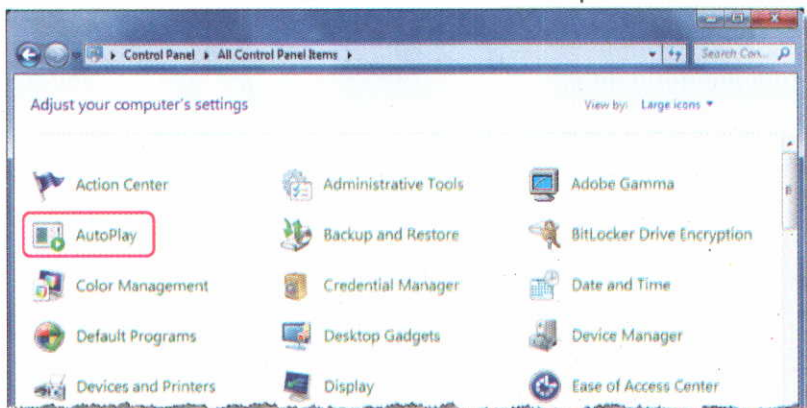 Control Panel ▸ All Control Panel Items ▸ Search Con...
Adjust your computer's settings View by: Large icons
Action Center Administrative Tools Adobe Gamma
AutoPlay Backup and Restore BitLocker Drive Encryption
Color Management Credential Manager Date and Time
Default Programs Desktop Gadgets Device Manager
Devices and Printers Display Ease of Access Center